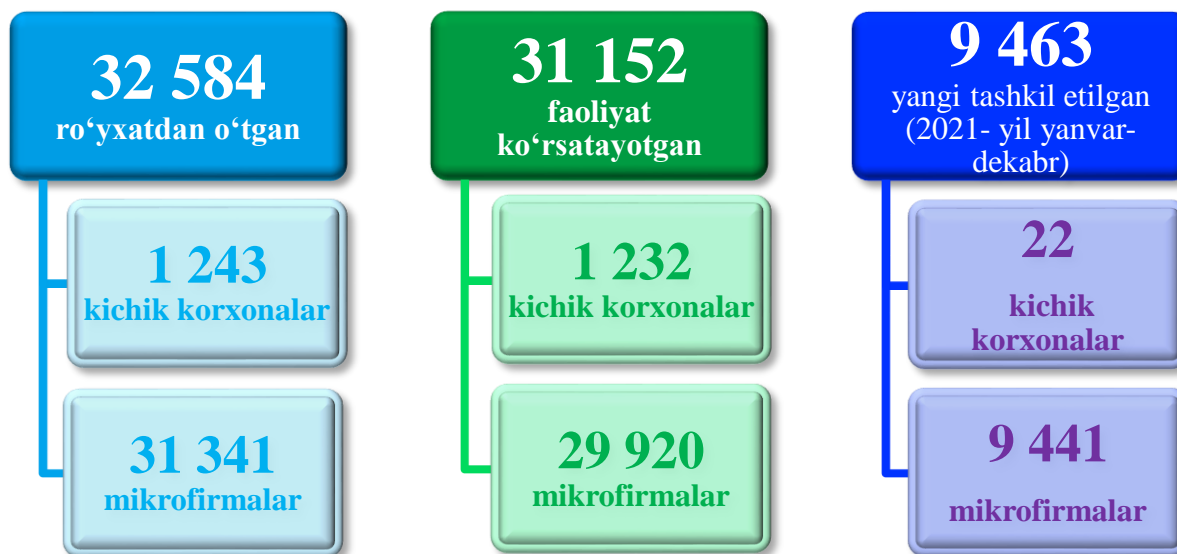 32 584
ro‘yxatdan o‘tgan
1 243
kichik korxonalar
31 341
mikrofirmalar
31 152
faoliyat
ko‘rsatayotgan
1 232
kichik korxonalar
29 920
mikrofirmalar
9 463
yangi tashkil etilgan
(2021- yil yanvar-
dekabr)
22
kichik
korxonalar
9 441
mikrofirmalar